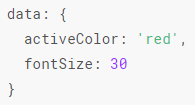 data: {
  activeColor: 'red',
  fontSize: 30
}